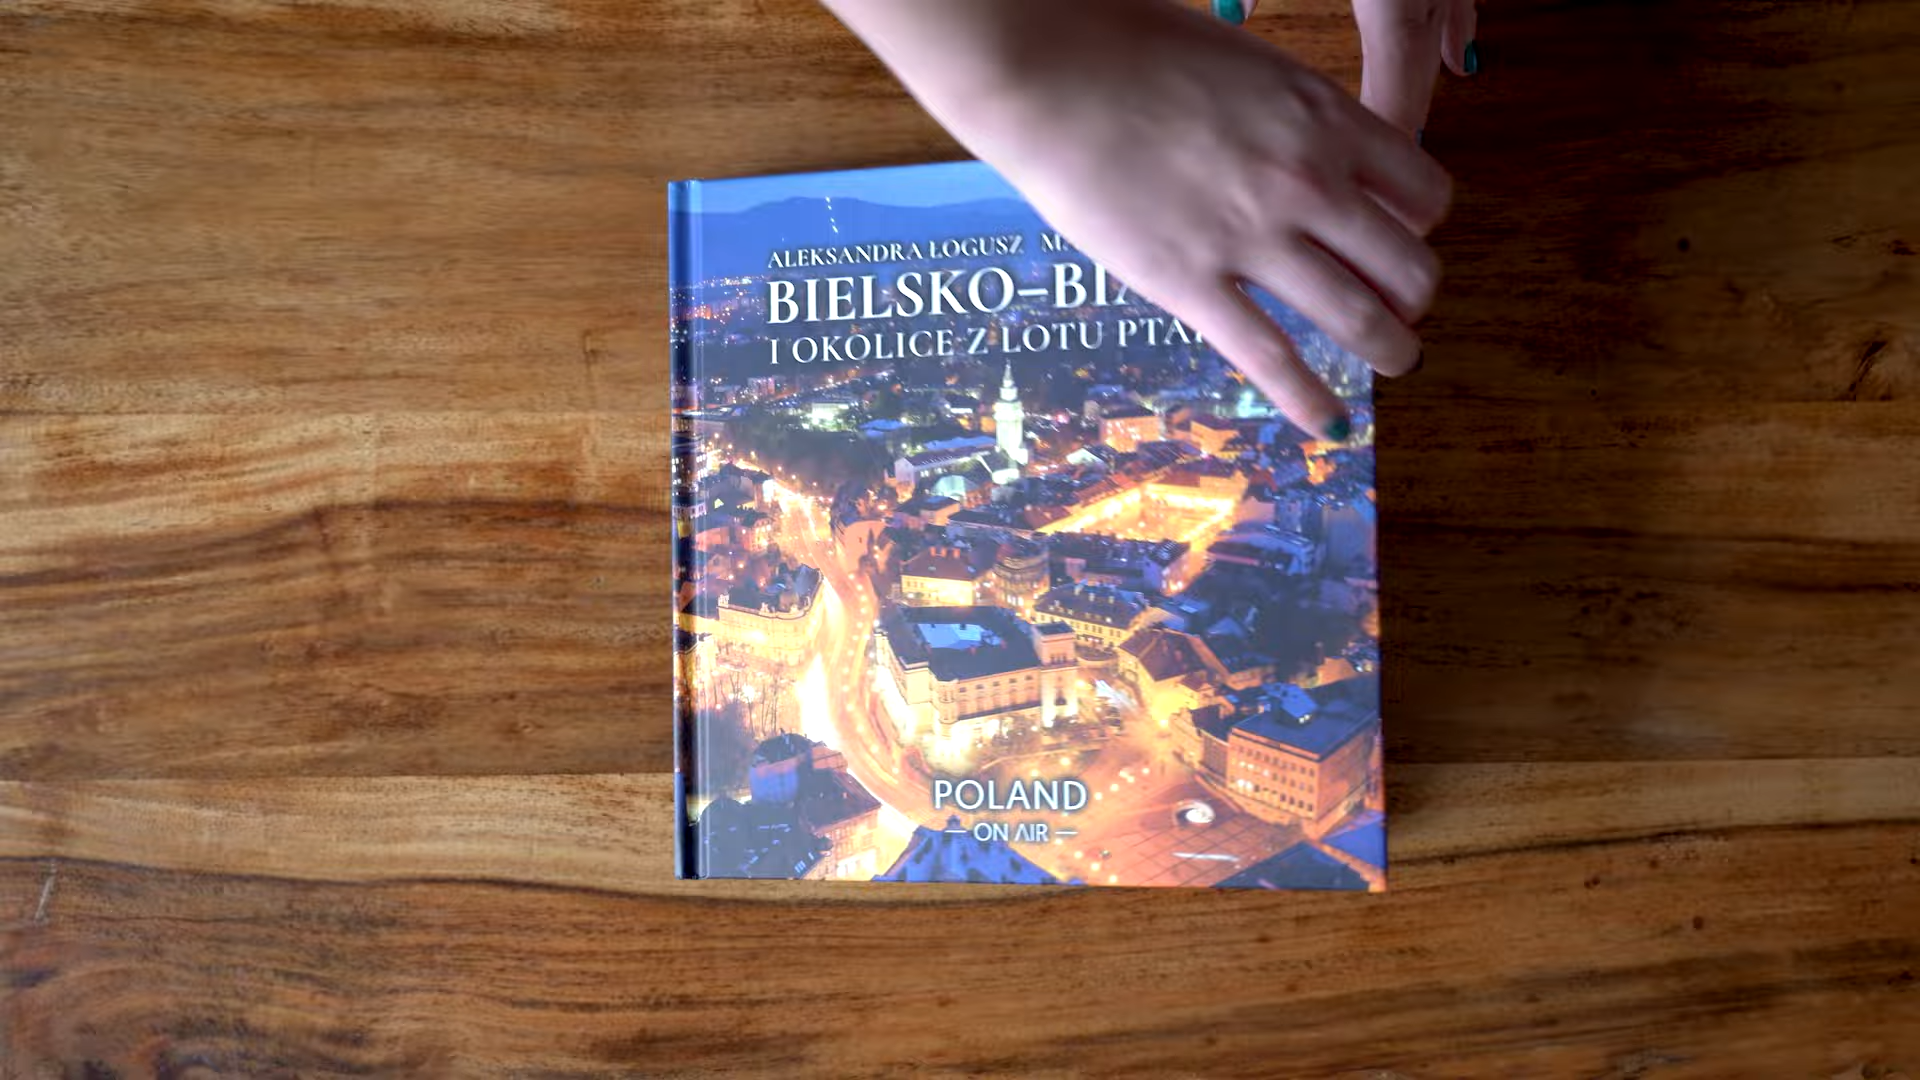 ALEKSANDRA ŁOGUSZ
BIELSKO-BIA
I OKOLICE Z LOTU PTA
POLAND
— ON AIR —